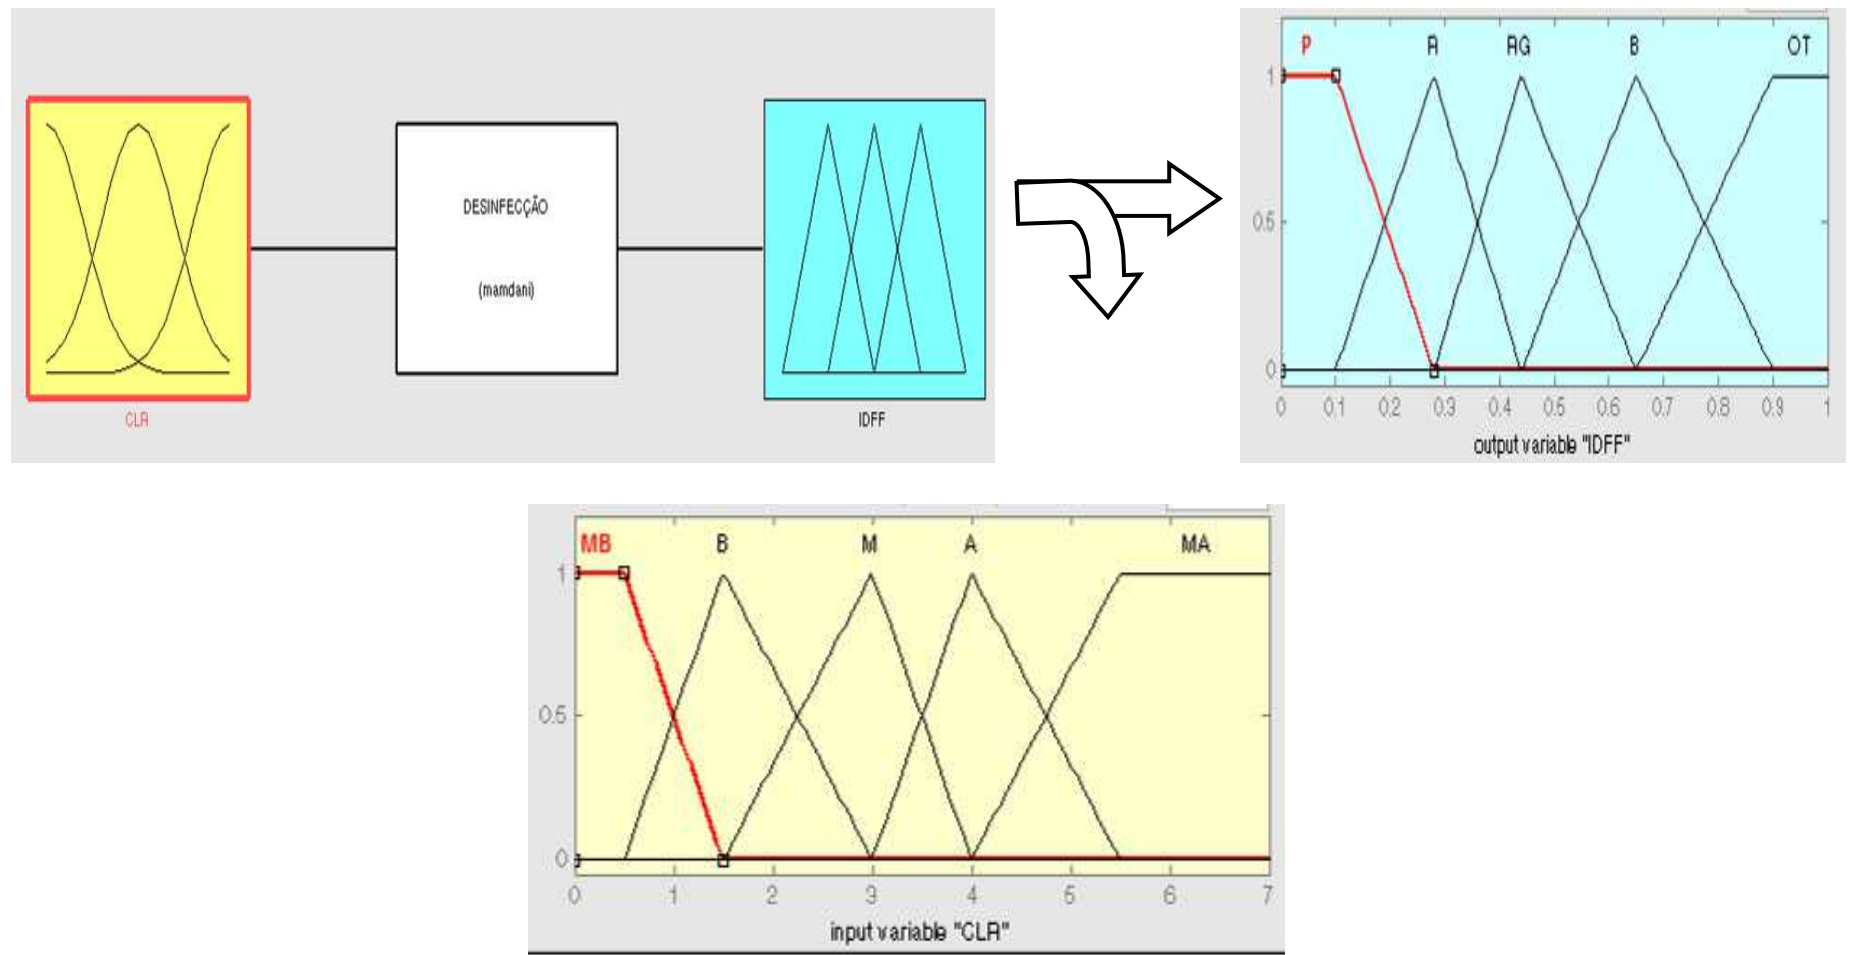 DESINFECÇÃO
(mamdani)
CLR
IDFF
P R RG B OT
1
0.5
0
0 0.1 0.2 0.3 0.4 0.5 0.6 0.7 0.8 0.9 1
output variable "IDFF"
MB B M A MA
1
0.5
0
0 1 2 3 4 5 6 7
input variable "CLR"